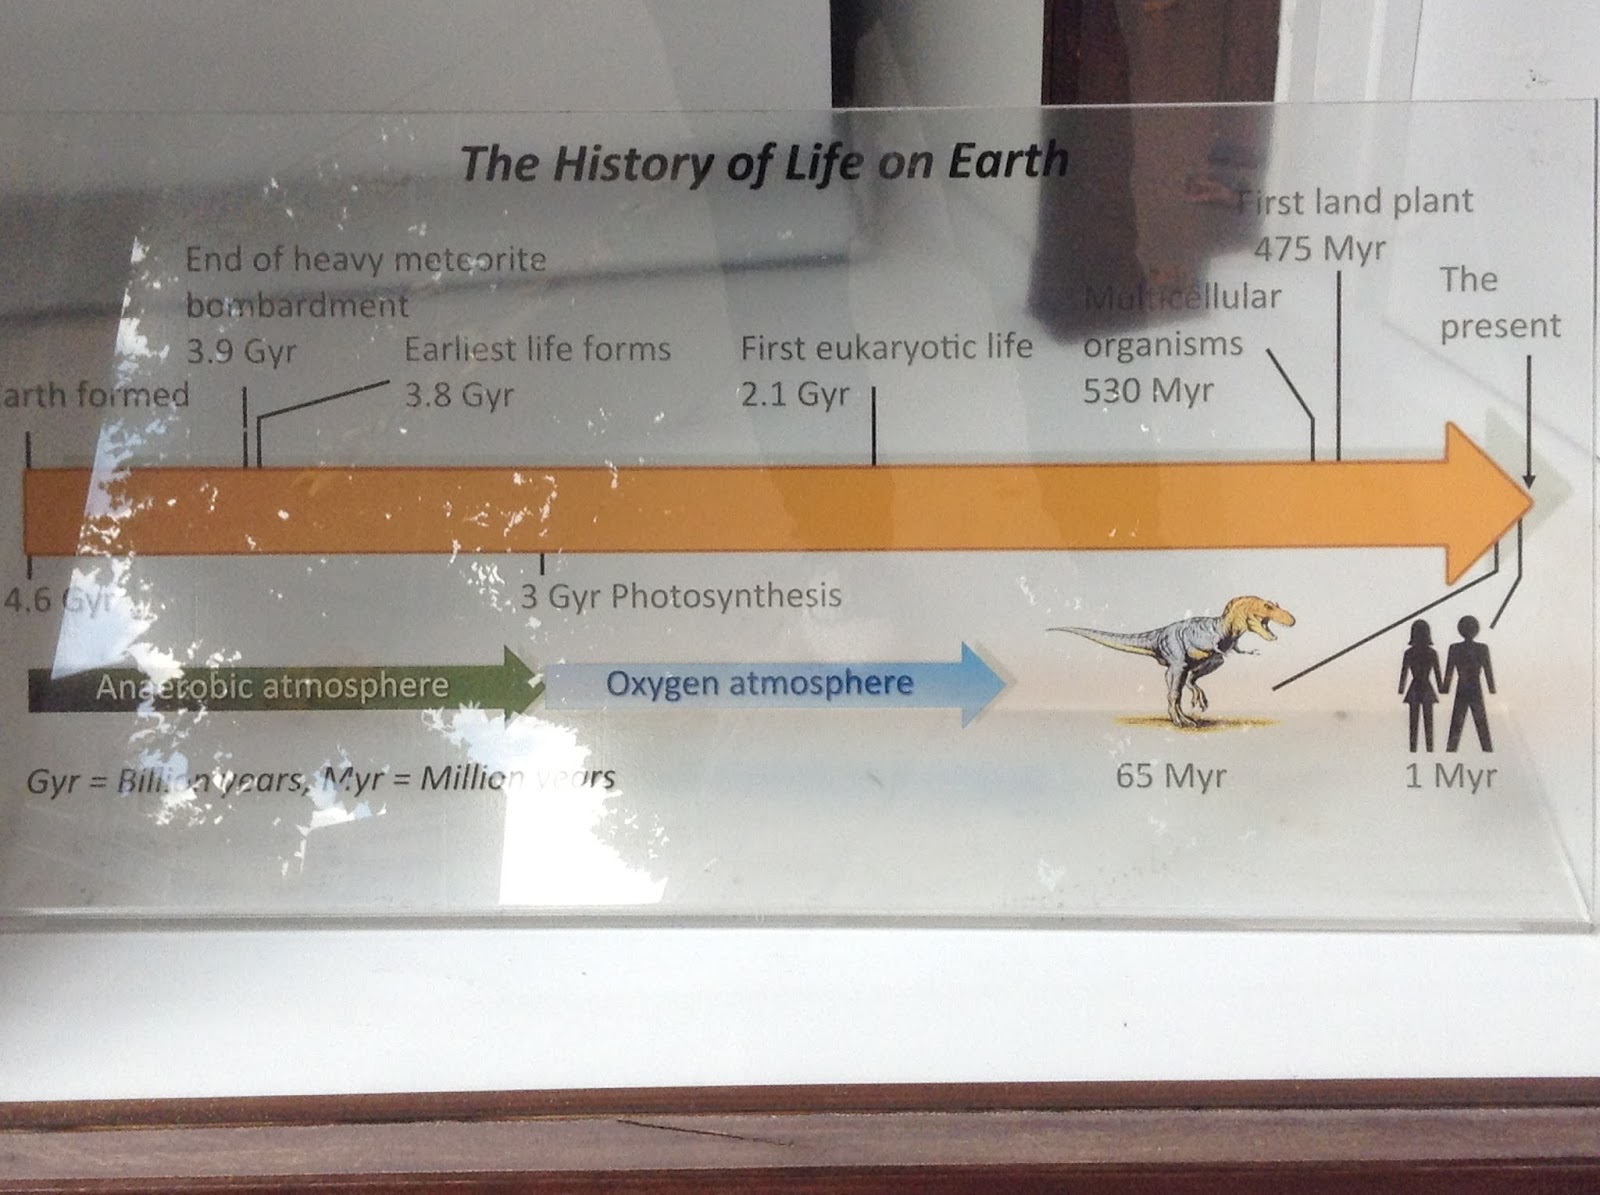 The History of Life on Earth
First land plant
475 Myr
End of heavy meteorite
bombardment
3.9 Gyr
Earliest life forms
3.8 Gyr
First eukaryotic life
2.1 Gyr
Multicellular
organisms
530 Myr
The
present
arth formed
4.6 Gyr
3 Gyr Photosynthesis
Anaerobic atmosphere
Oxygen atmosphere
65 Myr
1 Myr
Gyr = Billion years, Myr = Million years